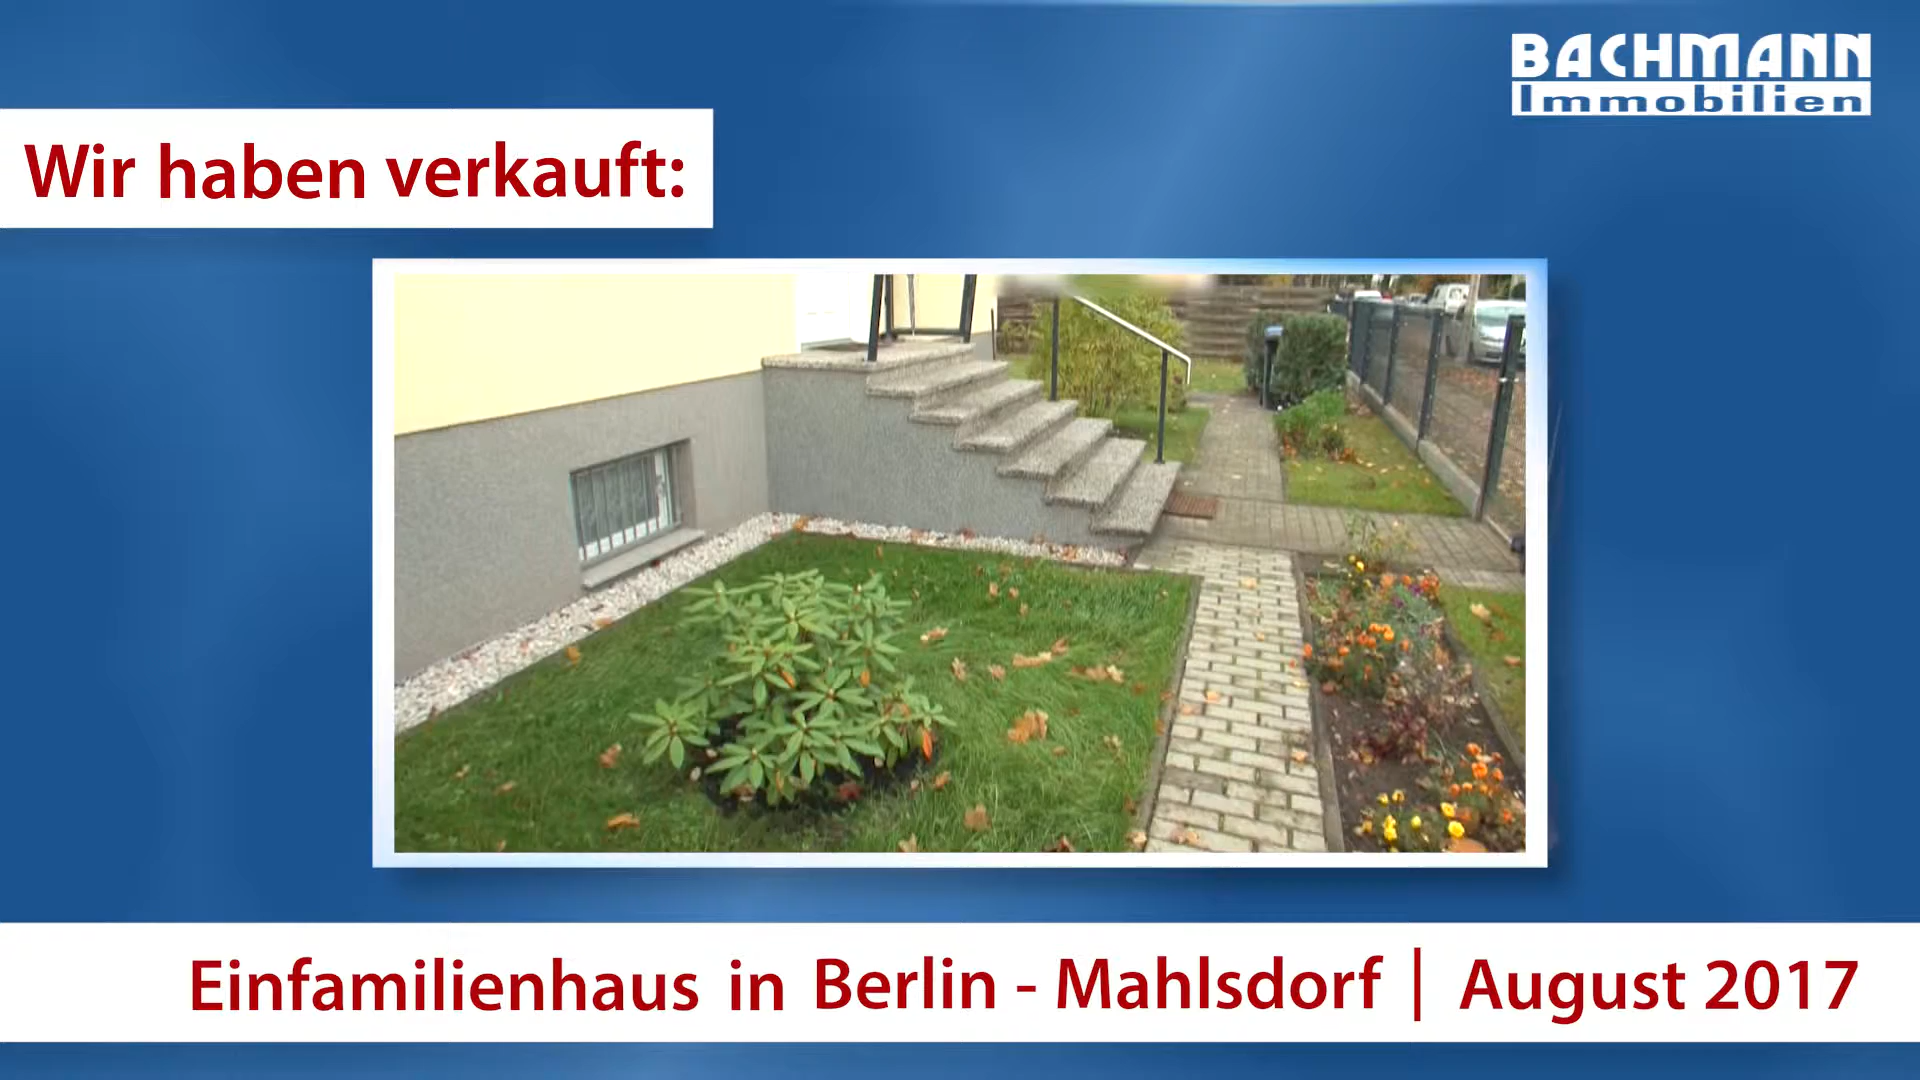 BACHMANN
Immobilien
Wir haben verkauft:
Einfamilienhaus in Berlin - Mahlsdorf | August 2017